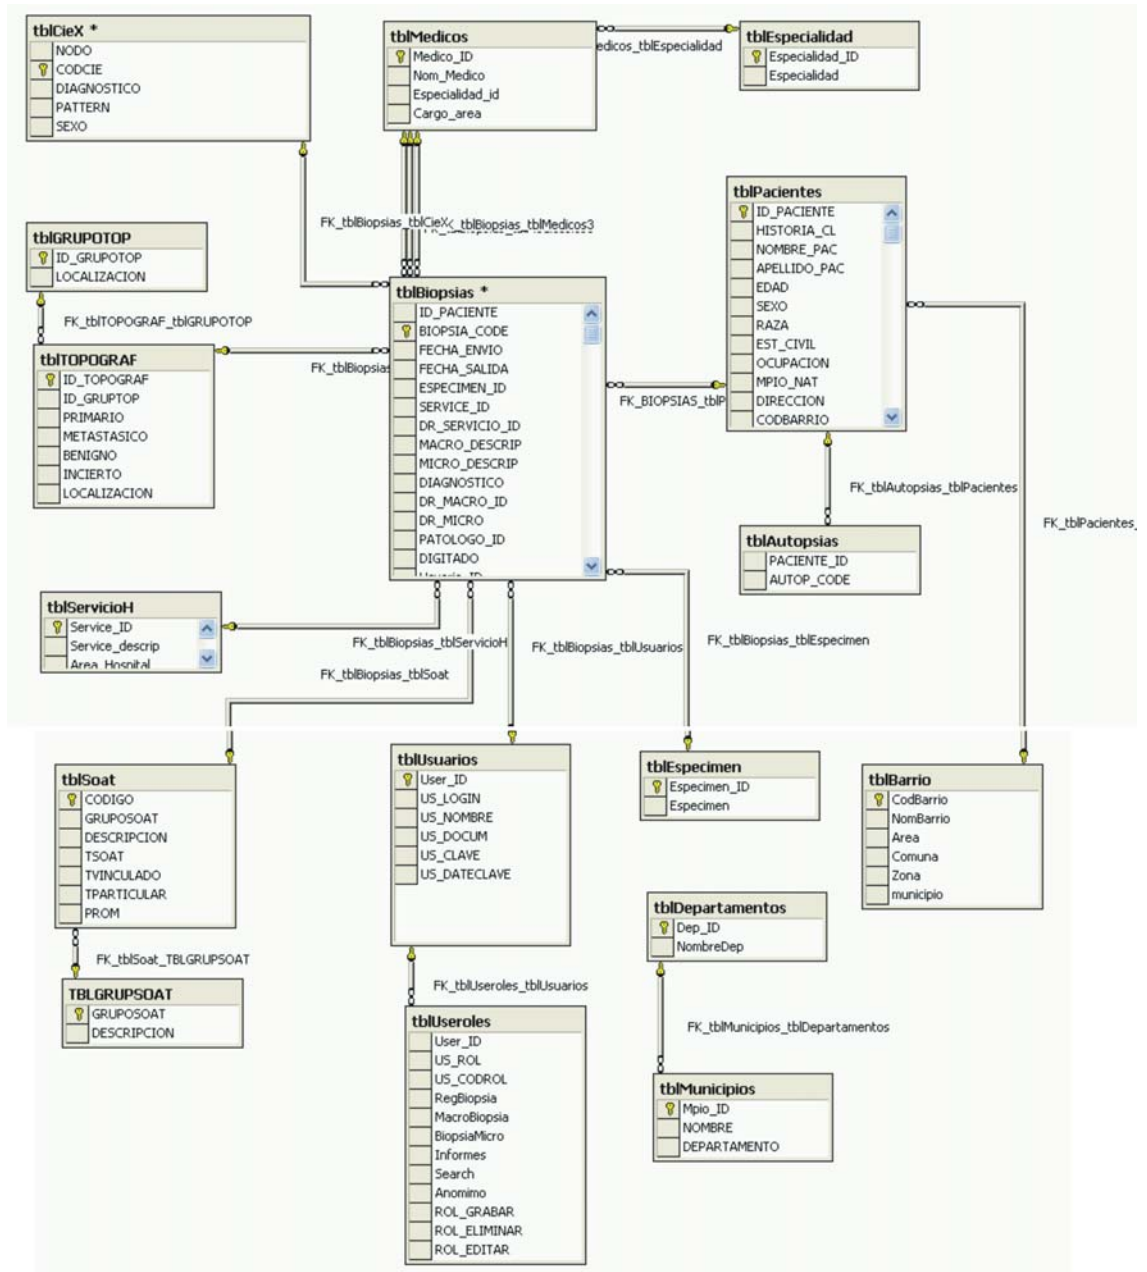 tblCieX *
NODO
CODCIE
DIAGNOSTICO
PATTERN
SEXO
tblMedicos
Medico_ID
Nom_Medico
Especialidad_id
Cargo_area
edicos_tblEspecialidad
tblEspecialidad
Especialidad_ID
Especialidad
FK_tblBiopsias_tblCieX
_tblBiopsias_tblMedicos3
tblGRUPOTOP
ID_GRUPOTOP
LOCALIZACION
FK_tblTOPOGRAF_tblGRUPOTOP
tblTOPOGRAF
ID_TOPOGRAF
ID_GRUPTOP
PRIMARIO
METASTASICO
BENIGNO
INCIERTO
LOCALIZACION
FK_tblBiopsias
tblBiopsias *
ID_PACIENTE
BIOPSIA_CODE
FECHA_ENVIO
FECHA_SALIDA
ESPECIMEN_ID
SERVICE_ID
DR_SERVICIO_ID
MACRO_DESCRIP
MICRO_DESCRIP
DIAGNOSTICO
DR_MACRO_ID
DR_MICRO
PATOLOGO_ID
DIGITADO
Usuario_ID
FK_BIOPSIAS_tblP
tblPacientes
ID_PACIENTE
HISTORIA_CL
NOMBRE_PAC
APELLIDO_PAC
EDAD
SEXO
RAZA
EST_CIVIL
OCUPACION
MPIO_NAT
DIRECCION
CODBARRIO
FK_tblAutopsias_tblPacientes
FK_tblPacientes_
tblAutopsias
PACIENTE_ID
AUTOP_CODE
tblServicioH
Service_ID
Service_descrip
Area_Hospital
FK_tblBiopsias_tblServicioH
FK_tblBiopsias_tblSoat
FK_tblBiopsias_tblUsuarios
FK_tblBiopsias_tblEspecimen
tblSoat
CODIGO
GRUPOSOAT
DESCRIPCION
TSOAT
TVINCULADO
TPARTICULAR
PROM
FK_tblSoat_TBLGRUPSOAT
TBLGRUPSOAT
GRUPOSOAT
DESCRIPCION
tblUsuarios
User_ID
US_LOGIN
US_NOMBRE
US_DOCUM
US_CLAVE
US_DATECLAVE
FK_tblUseroles_tblUsuarios
tblUseroles
User_ID
US_ROL
US_CODROL
RegBiopsia
MacroBiopsia
BiopsiaMicro
Informes
Search
Anomimo
ROL_GRABAR
ROL_ELIMINAR
ROL_EDITAR
tblEspecimen
Especimen_ID
Especimen
tblDepartamentos
Dep_ID
NombreDep
FK_tblMunicipios_tblDepartamentos
tblMunicipios
Mpio_ID
NOMBRE
DEPARTAMENTO
tblBarrio
CodBarrio
NomBarrio
Area
Comuna
Zona
municipio